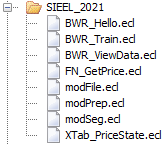 SIEEL_2021
BWR_Hello.ecl
BWR_Train.ecl
BWR_ViewData.ecl
FN_GetPrice.ecl
modFile.ecl
modPrep.ecl
modSeg.ecl
XTab_PriceState.ecl